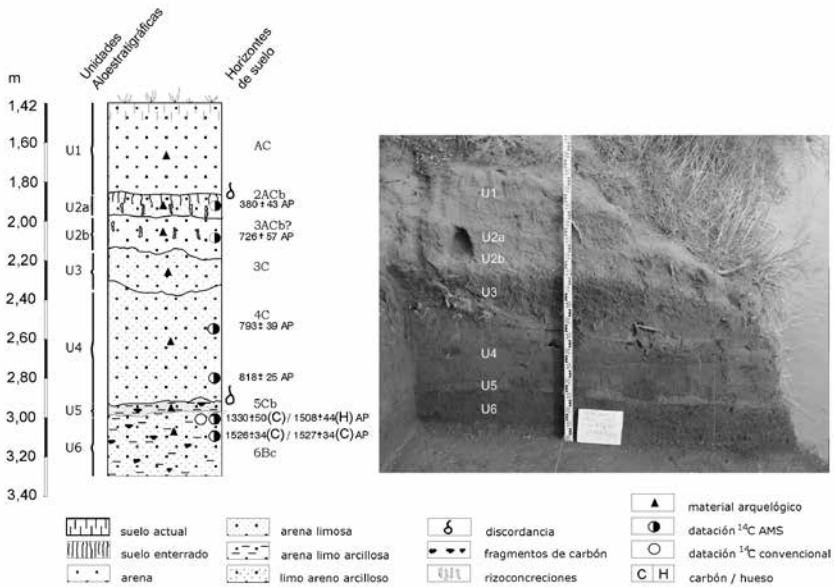 Unidades
Aloestratigráficas
Horizontes
de suelo
m
1,42
1,60
1,80
2,00
2,20
2,40
2,60
2,80
3,00
3,20
3,40
U1
U2a
U2b
U3
U4
U5
U6
AC
2ACb
380±43 AP
3ACb?
726±57 AP
3C
4C
793±39 AP
818±25 AP
5Cb
1330±50(C)/1508±44(H)AP
1526±34(C)/1527±34(C)AP
6Bc
U1
U2a
U2b
U3
U4
U5
U6
suelo actual
suelo enterrado
arena
arena limosa
arena limo arcillosa
limo areno arcilloso
discordancia
fragmentos de carbón
rizoconcreciones
material arquelógico
datación 14C AMS
datación 14C convencional
C H carbón / hueso